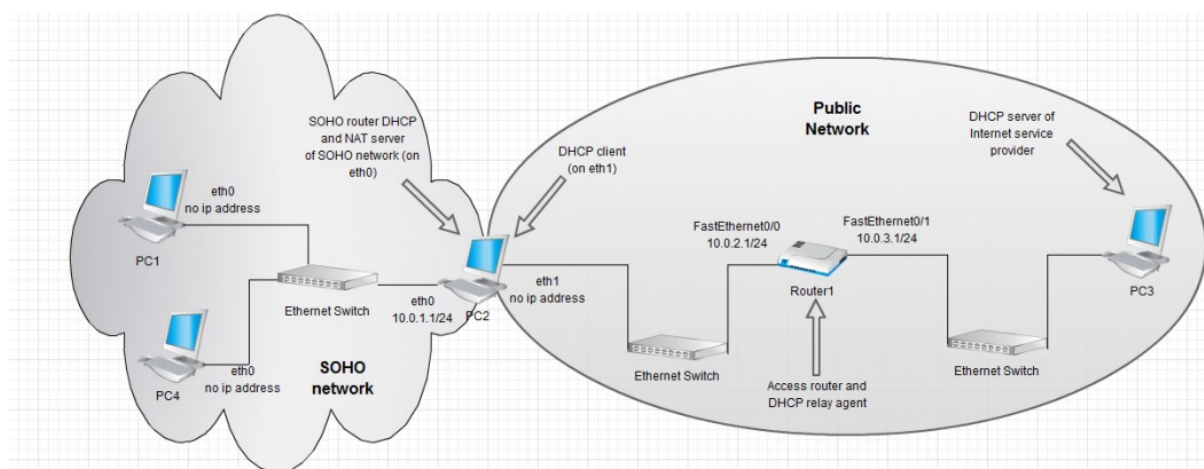 SOHO router DHCP
and NAT server
of SOHO network (on
eth0)
DHCP client
(on eth1)
Public
Network
DHCP server of
Internet service
provider
eth0
no ip address
PC1
Ethernet Switch
eth0
10.0.1.1/24
PC2
eth1
no ip address
FastEthernet0/0
10.0.2.1/24
FastEthernet0/1
10.0.3.1/24
Router1
PC3
eth0
no ip address
PC4
SOHO
network
Ethernet Switch
Access router and
DHCP relay agent
Ethernet Switch